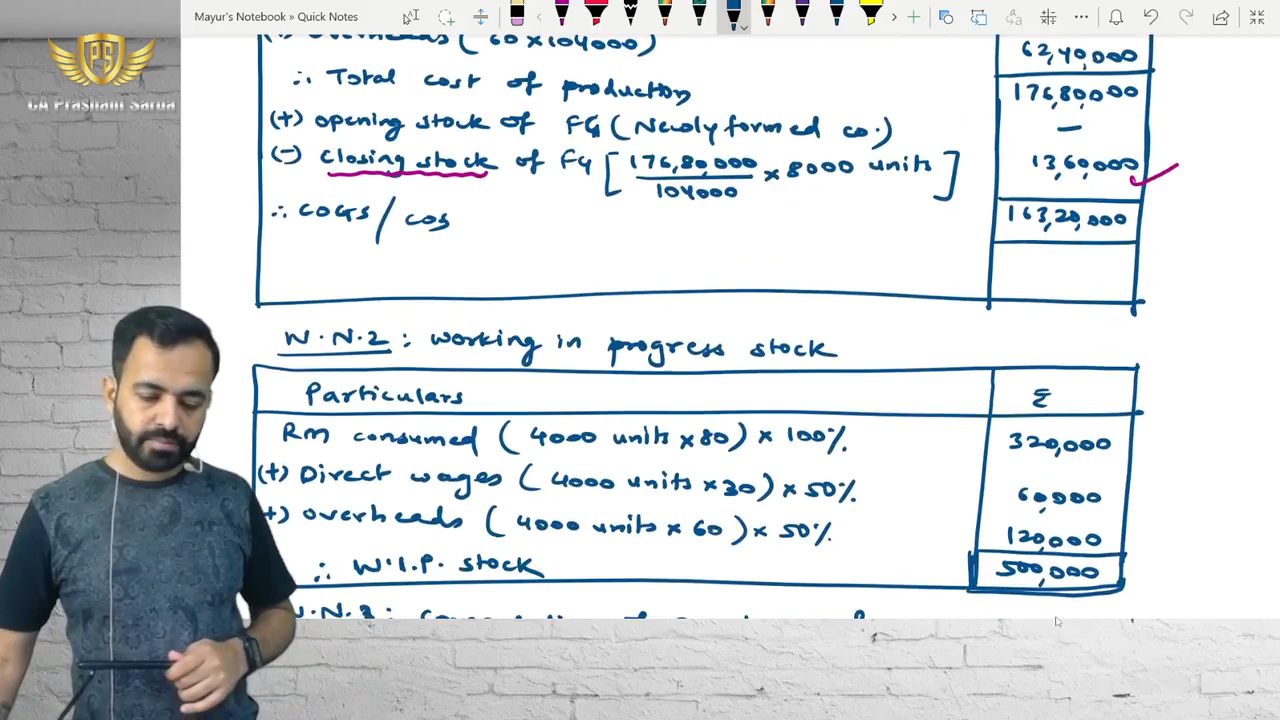 Mayur's Notebook » Quick Notes
PS
CA Prashant Sarda
(+) overheads (60 x 104000) 62,40,000
∴ Total cost of production 176,80,000
(+) opening stock of FG (Newly formed co.) —
(-) closing stock of FG [176,80,000/104000 x 8000 units] 13,60,000
∴ COGS / COS 163,20,000
W.N.2 : working in progress stock
Particulars ₹
RM consumed (4000 units x 80) x 100% 320,000
(+) Direct wages (4000 units x 30) x 50% 60,000
+) overheads (4000 units x 60) x 50% 120,000
∴ W.I.P. stock 500,000
W.N.3 :